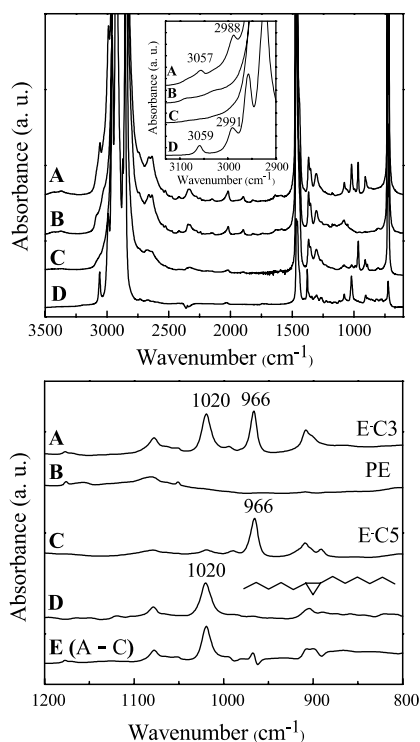 Absorbance (a. u.)
2988
3057
A
B
C
2991
3059
D
3100 3000 2900
Wavenumber (cm-1)
A
B
C
D
3500 3000 2500 2000 1500 1000
Wavenumber (cm-1)
Absorbance (a. u.)
1020 966
A E-C3
B PE
966
C E-C5
1020
D
E (A – C)
1200 1100 1000 900 800
Wavenumber (cm-1)